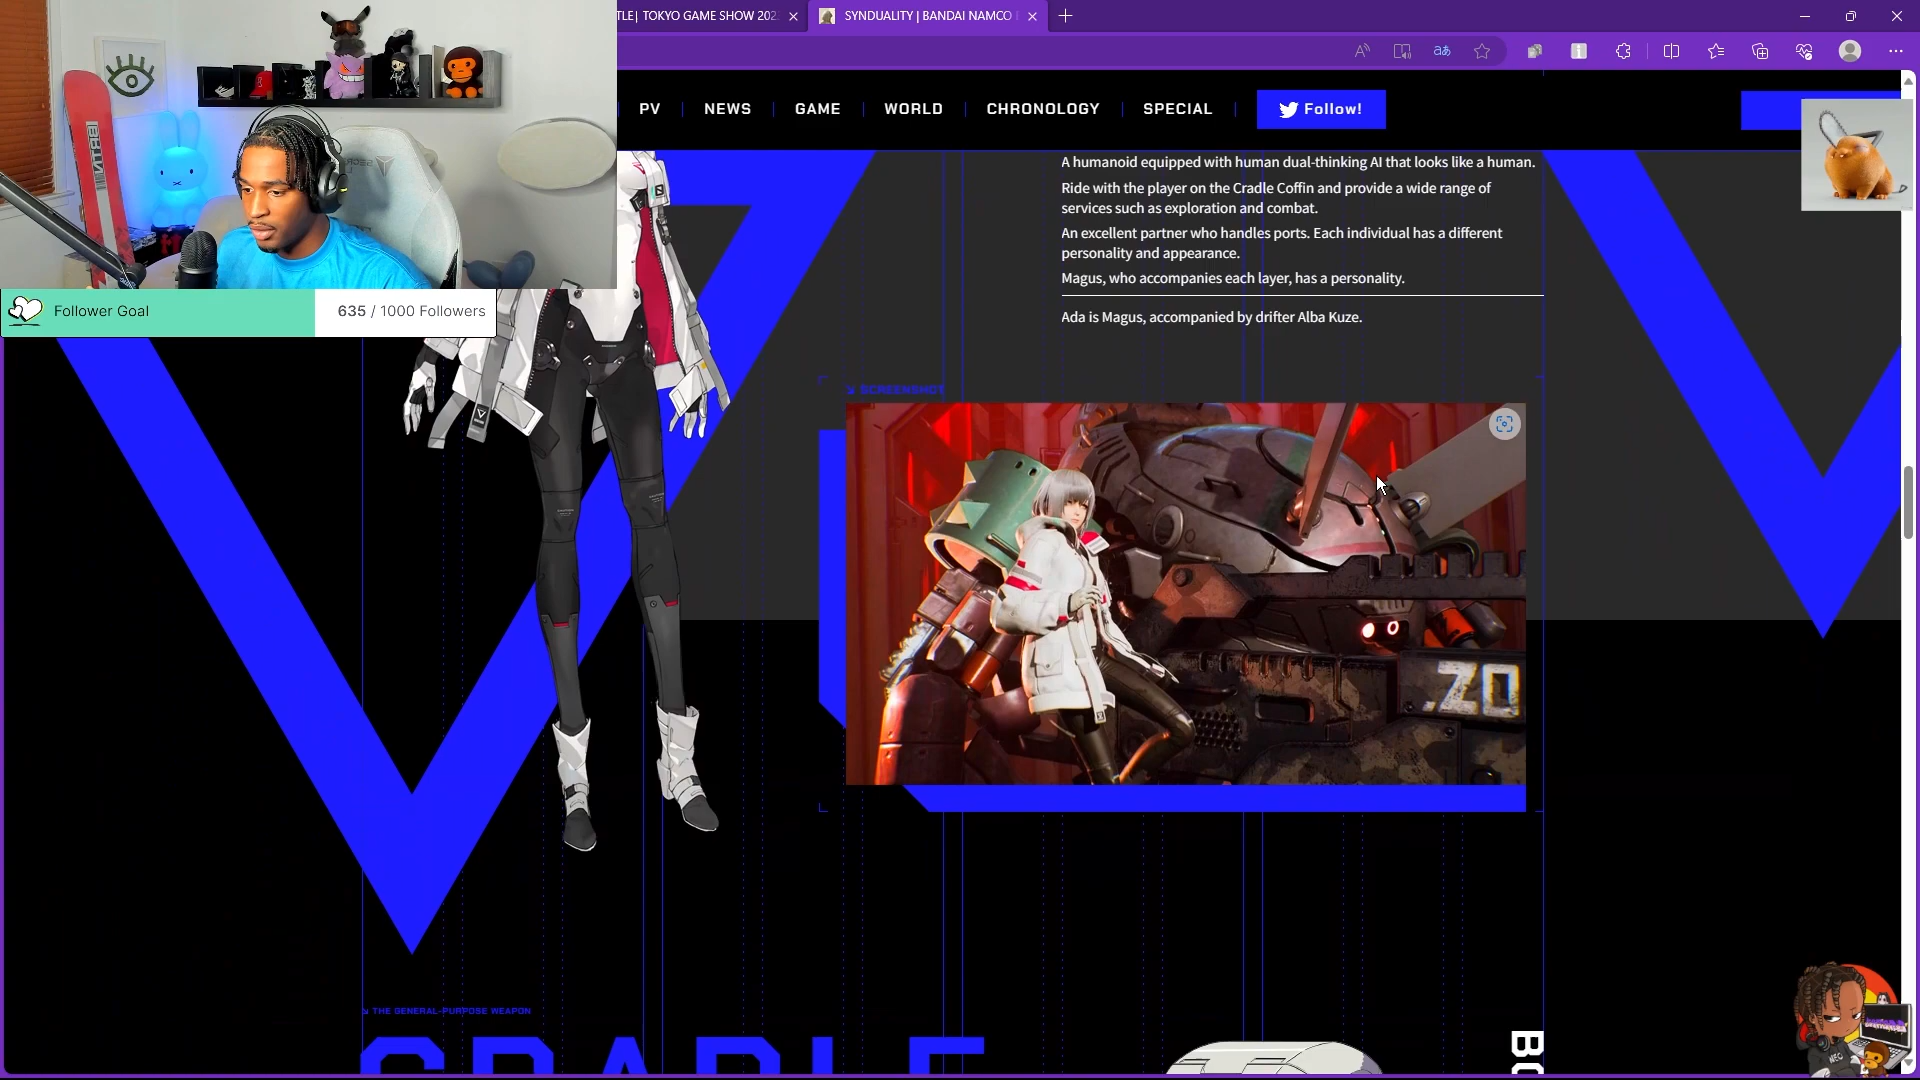 TLE| TOKYO GAME SHOW 202
SYNDUALITY | BANDAI NAMCO
PV
NEWS
GAME
WORLD
CHRONOLOGY
SPECIAL
Follow!
A humanoid equipped with human dual-thinking AI that looks like a human.
Ride with the player on the Cradle Coffin and provide a wide range of
services such as exploration and combat.
An excellent partner who handles ports. Each individual has a different
personality and appearance.
Magus, who accompanies each layer, has a personality.
Ada is Magus, accompanied by drifter Alba Kuze.
Follower Goal
635 / 1000 Followers
SCREENSHOT
.ZO
THE GENERAL-PURPOSE WEAPON
CRADLE